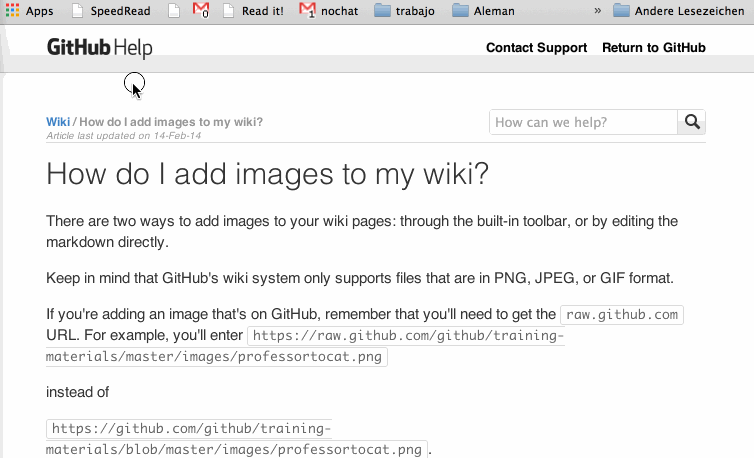 Apps SpeedRead 0 Read it! 1 nochat trabajo Aleman » Andere Lesezeichen
GitHub Help Contact Support Return to GitHub
Wiki / How do I add images to my wiki? How can we help?
Article last updated on 14-Feb-14
How do I add images to my wiki?
There are two ways to add images to your wiki pages: through the built-in toolbar, or by editing the
markdown directly.
Keep in mind that GitHub's wiki system only supports files that are in PNG, JPEG, or GIF format.
If you're adding an image that's on GitHub, remember that you'll need to get the raw.github.com
URL. For example, you'll enter https://raw.github.com/github/training-
materials/master/images/professortocat.png
instead of
https://github.com/github/training-
materials/blob/master/images/professortocat.png.